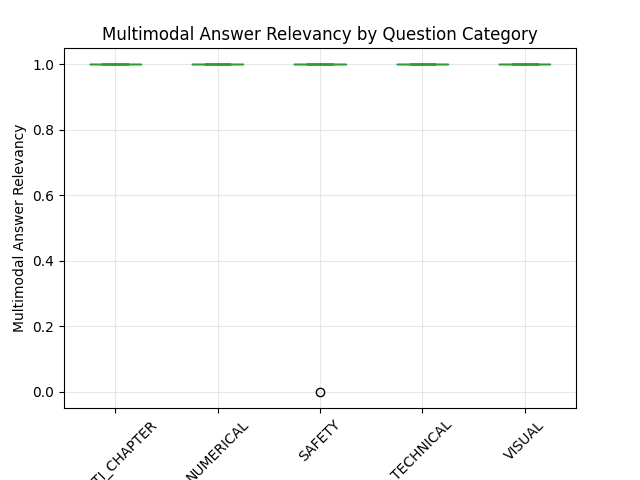 Multimodal Answer Relevancy by Question Category
Multimodal Answer Relevancy
1.0
0.8
0.6
0.4
0.2
0.0
TI_CHAPTER
NUMERICAL
SAFETY
TECHNICAL
VISUAL